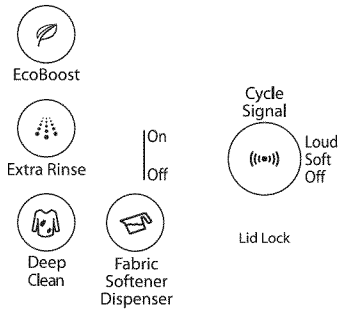 EcoBoost
Extra Rinse
On
Off
Deep
Clean
Fabric
Softener
Dispenser
Cycle
Signal
Loud
Soft
Off
Lid Lock